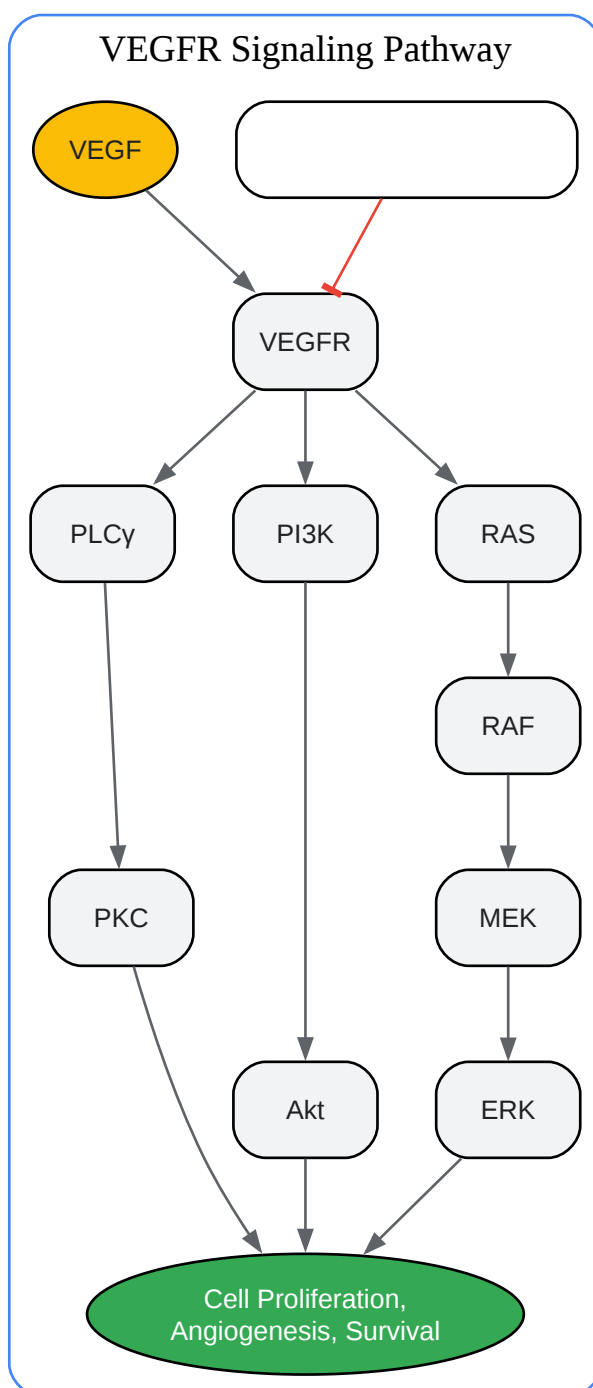 VEGFR Signaling Pathway
VEGF
VEGFR
PLCγ
PI3K
RAS
RAF
PKC
MEK
Akt
ERK
Cell Proliferation,
Angiogenesis, Survival